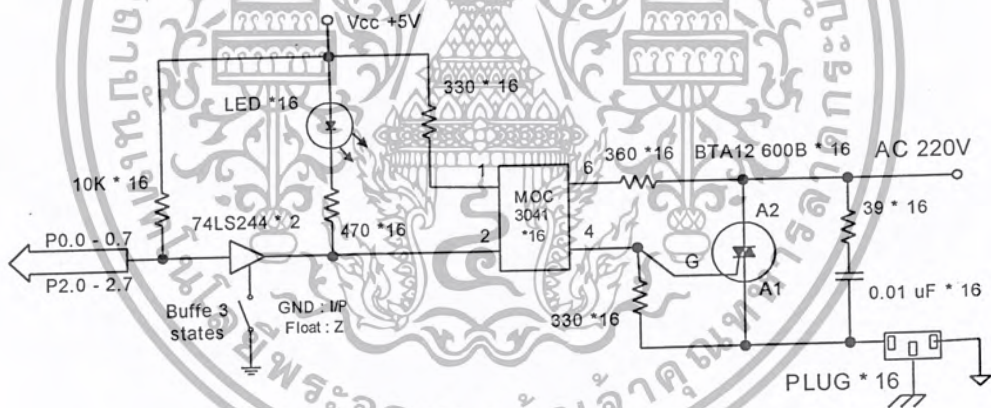 Vcc +5V
330 * 16
LED *16
360 *16
BTA12 600B * 16
AC 220V
10K * 16
1
6
MOC
3041
*16
A2
39 * 16
74LS244 * 2
470 *16
2
4
P0.0 - 0.7
G
A1
P2.0 - 2.7
Buffe 3
states
GND : I/P
Float : Z
330 *16
0.01 uF * 16
PLUG * 16